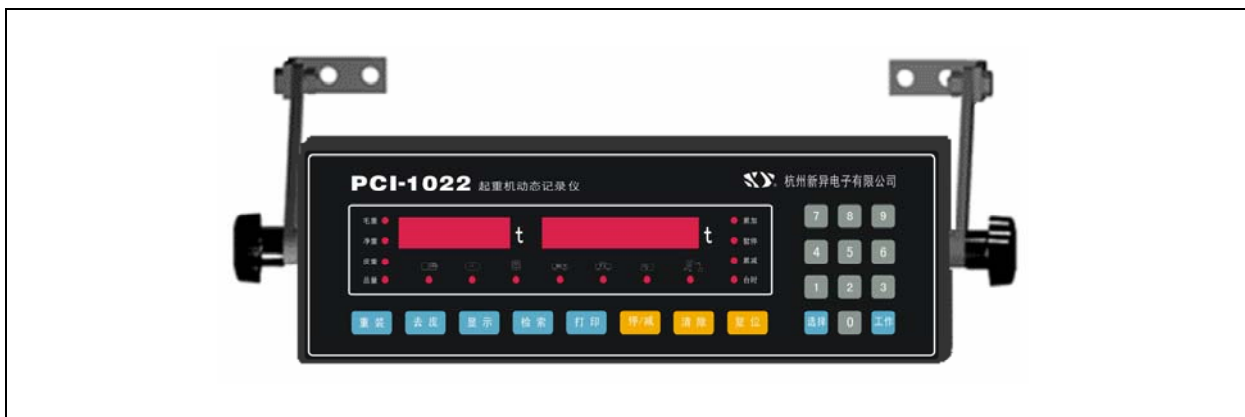 PCI-1022 起重机动态记录仪
杭州新异电子有限公司
毛重
净重
皮重
总量
t
t
累加
暂停
累减
台时
重装 去皮 显示 检索 打印 停/减 清除 复位
7 8 9
4 5 6
1 2 3
选择 0 工作